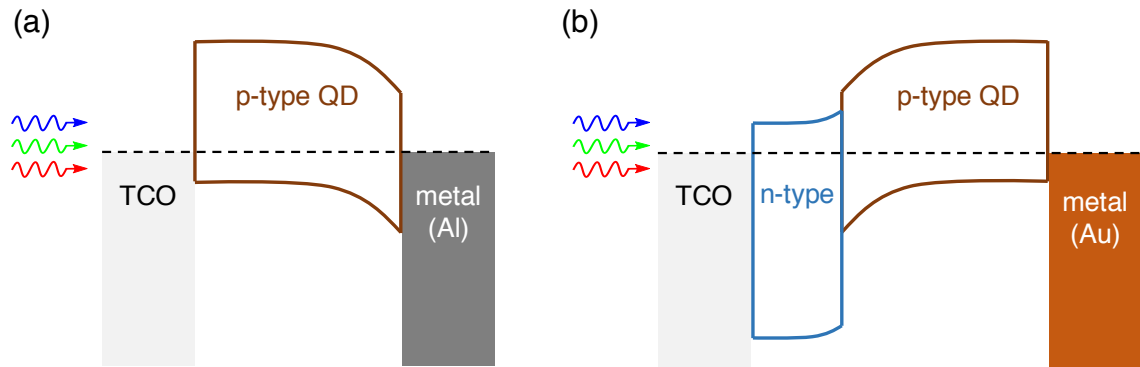 (a)
p-type QD
TCO
metal
(Al)
(b)
p-type QD
TCO
n-type
metal
(Au)